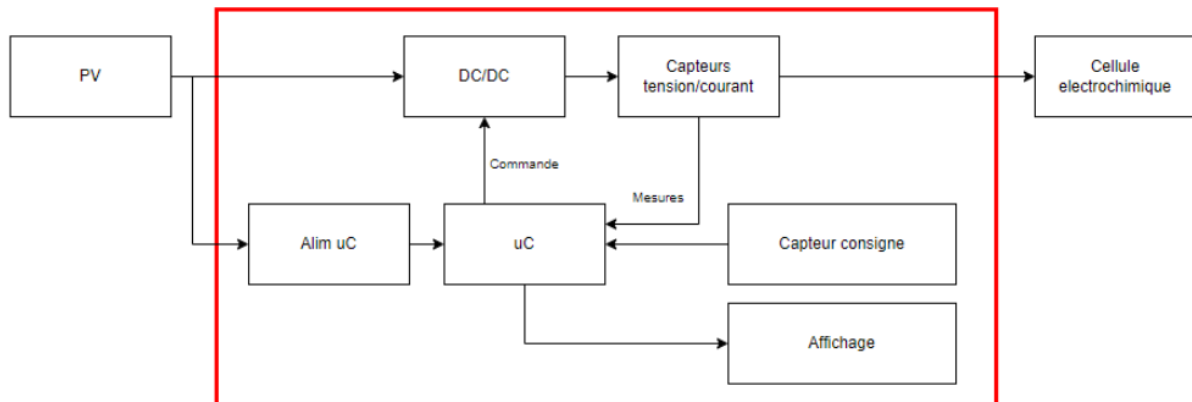 PV
DC/DC
Capteurs
tension/courant
Cellule
electrochimique
Commande
Mesures
Alim uC
uC
Capteur consigne
Affichage